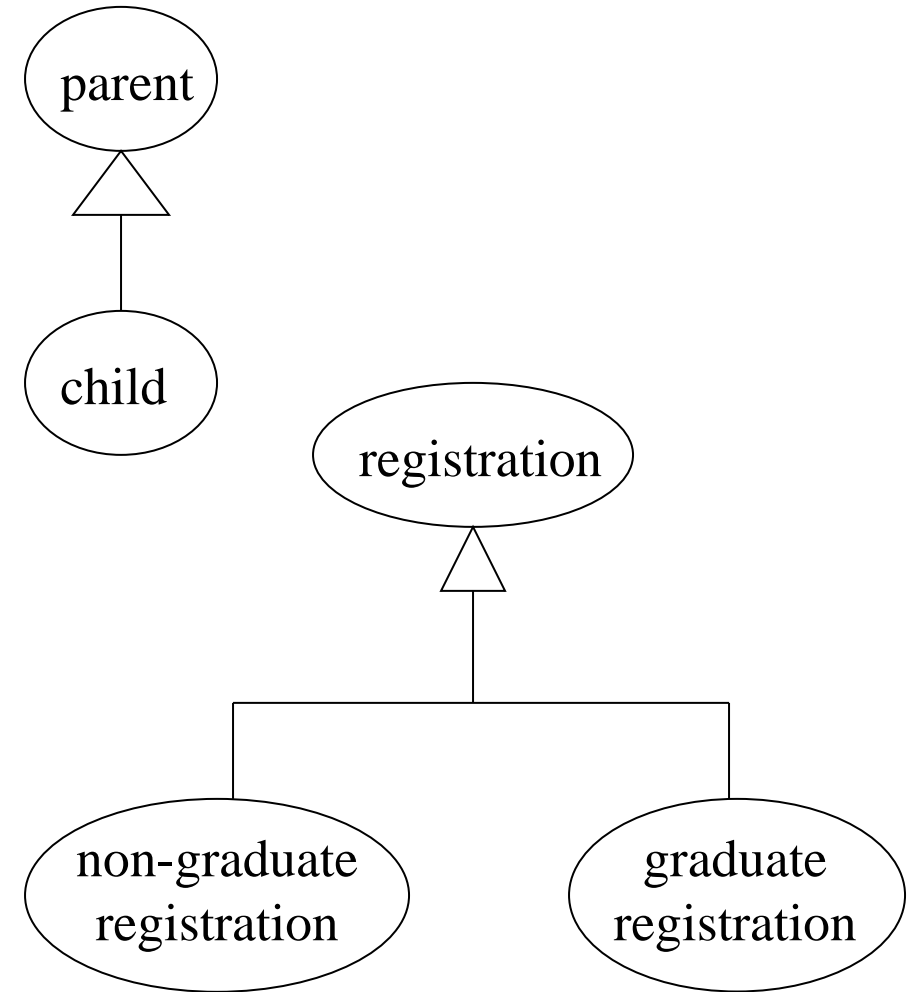 parent
child
registration
non-graduate
registration
graduate
registration